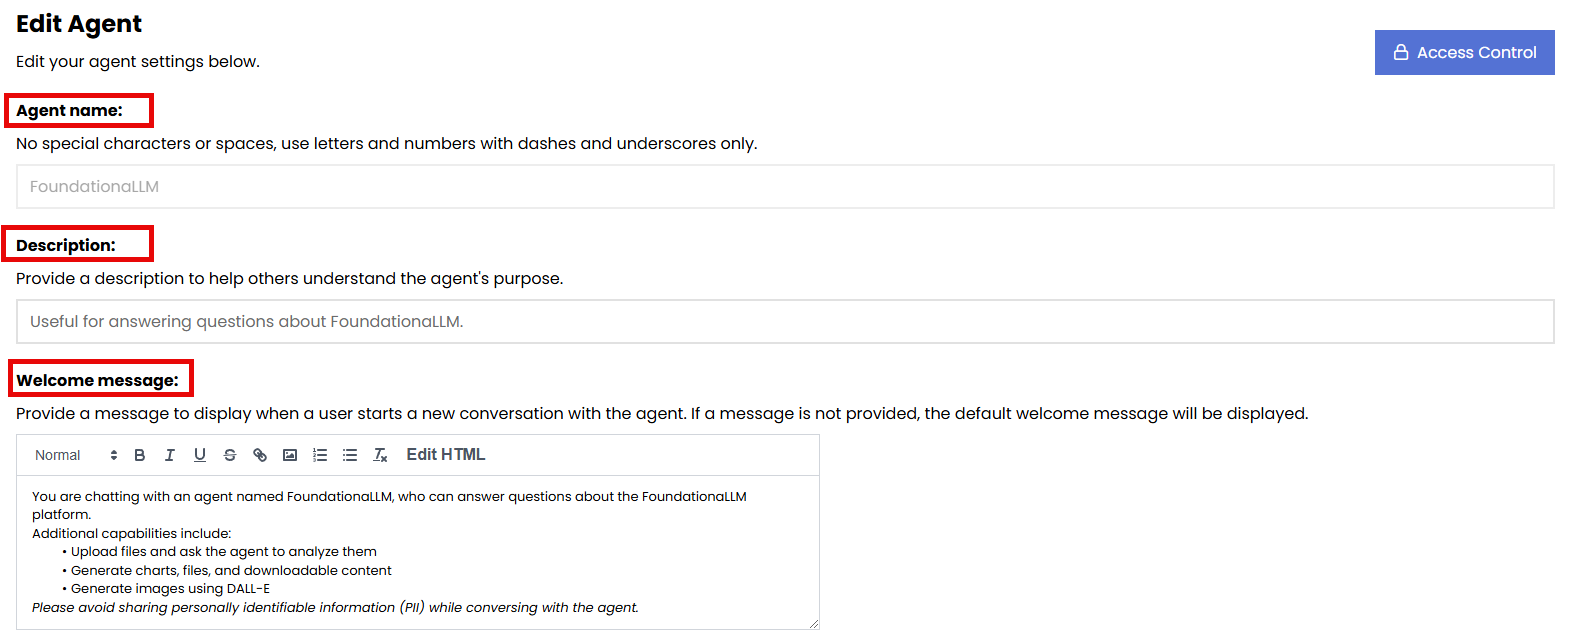 Edit Agent
Edit your agent settings below.
Access Control
Agent name:
No special characters or spaces, use letters and numbers with dashes and underscores only.
FoundationaLLM
Description:
Provide a description to help others understand the agent's purpose.
Useful for answering questions about FoundationaLLM.
Welcome message:
Provide a message to display when a user starts a new conversation with the agent. If a message is not provided, the default welcome message will be displayed.
Normal B I U S Edit HTML
You are chatting with an agent named FoundationaLLM, who can answer questions about the FoundationaLLM
platform.
Additional capabilities include:
• Upload files and ask the agent to analyze them
• Generate charts, files, and downloadable content
• Generate images using DALL-E
Please avoid sharing personally identifiable information (PII) while conversing with the agent.